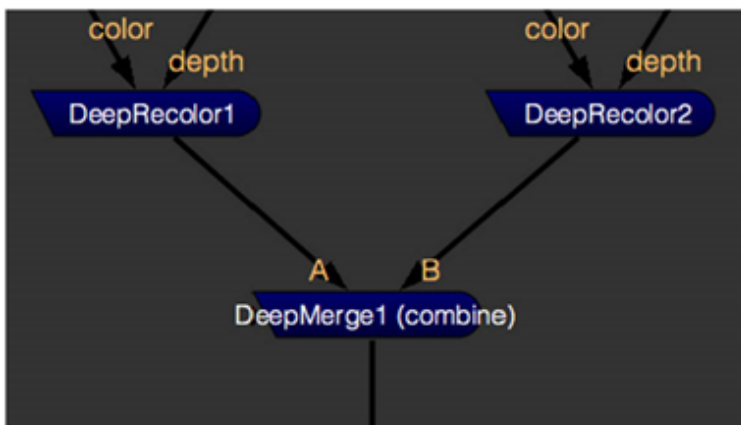 color
color
depth
depth
DeepRecolor1
DeepRecolor2
A
B
DeepMerge1 (combine)